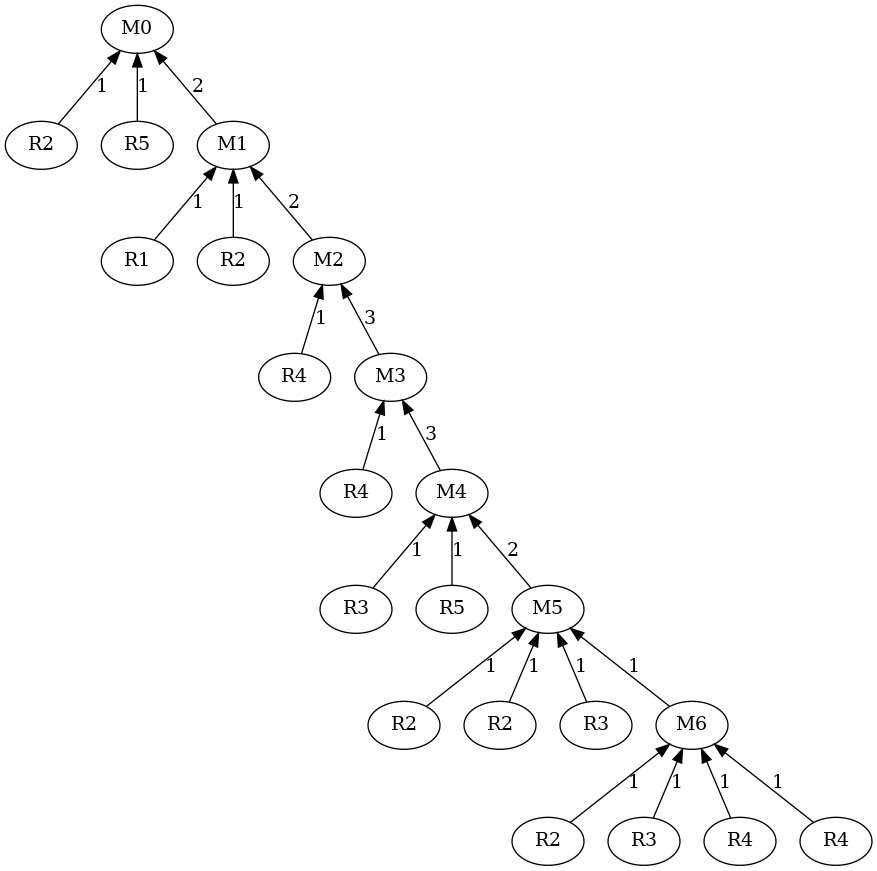 M0
1 1 2
R2 R5 M1
1 1 2
R1 R2 M2
1 3
R4 M3
1 3
R4 M4
1 1 2
R3 R5 M5
1 1 1 1
R2 R2 R3 M6
1 1 1 1
R2 R3 R4 R4